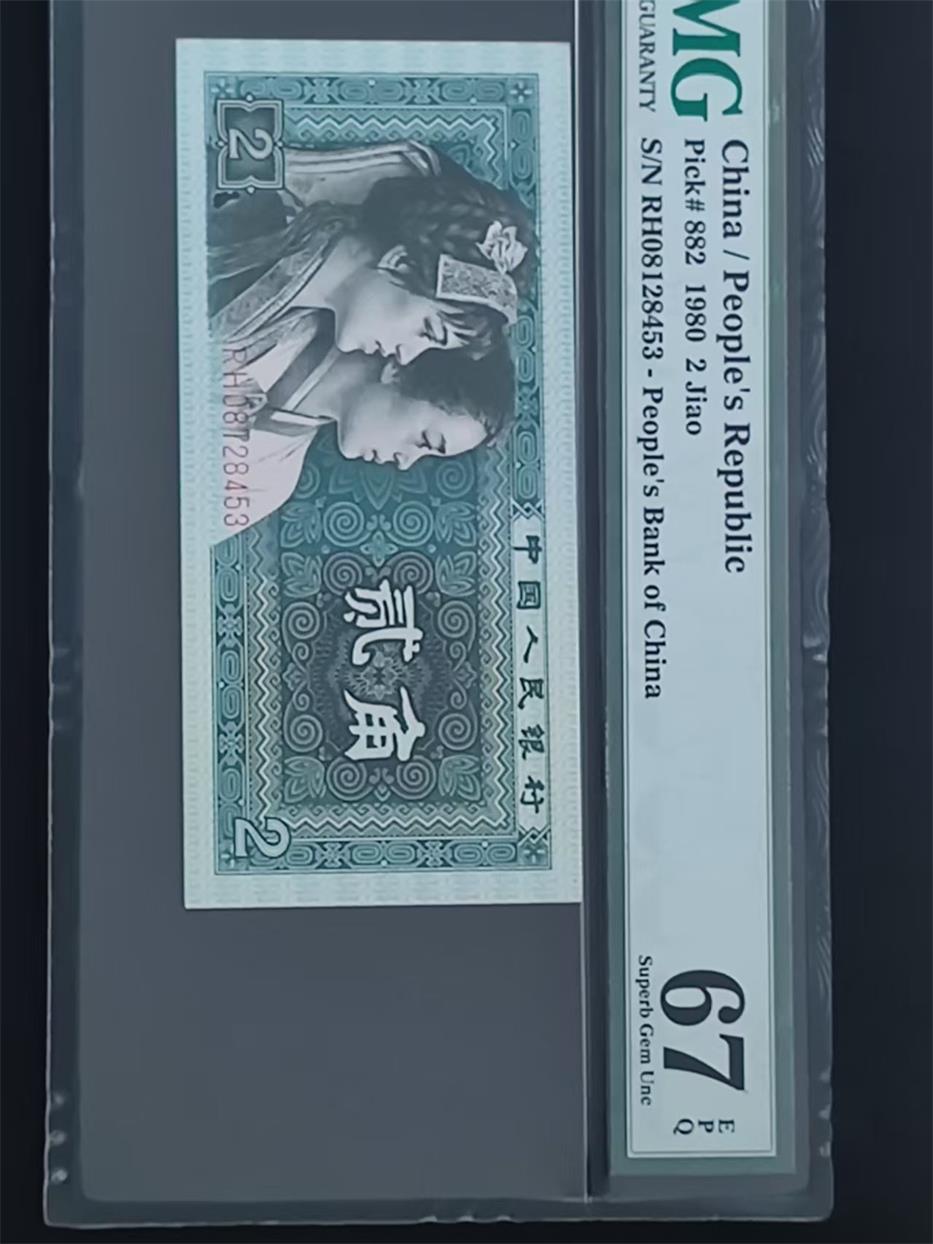 MG
GUARANTY
China / People's Republic
Pick# 882 1980 2 Jiao
S/N RH08128453 - People's Bank of China
67
EPQ
Superb Gem Unc
中国人民银行
2
贰角
RH08128453
2